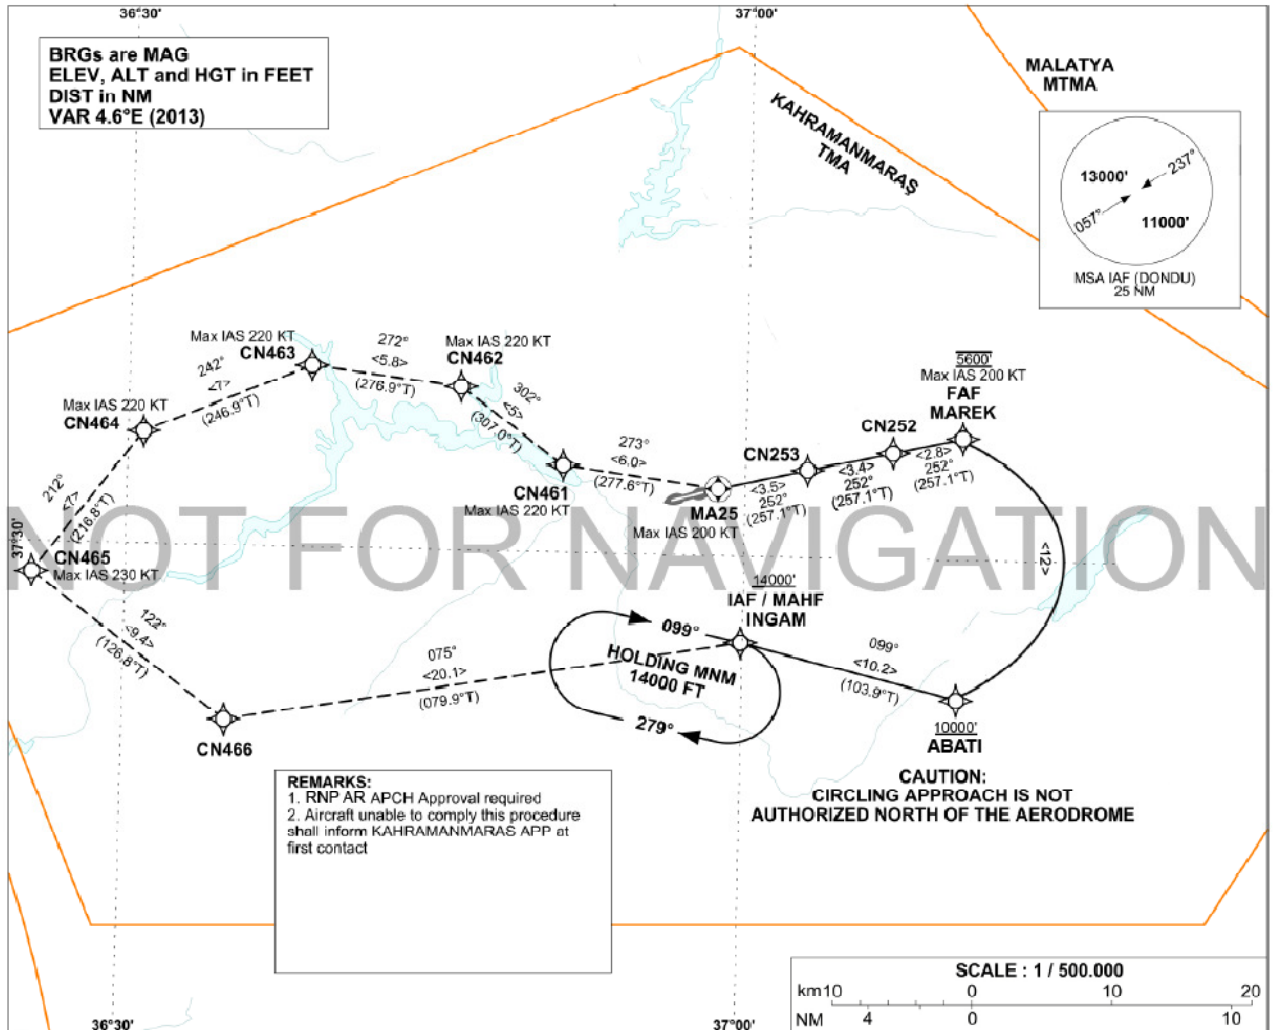 36°30'
37°00'
BRGs are MAG
ELEV, ALT and HGT in FEET
DIST in NM
VAR 4.6°E (2013)
MALATYA
MTMA
KAHRAMANMARAŞ
TMA
13000'
237°
057°
11000'
MSA IAF (DONDU)
25 NM
Max IAS 220 KT
CN463
272°
<5.8>
(276.9°T)
Max IAS 220 KT
CN462
242°
<7>
(246.9°T)
302°
<5>
(307.0°T)
5600'
Max IAS 200 KT
FAF
MAREK
Max IAS 220 KT
CN464
CN252
<2.8>
252°
(257.1°T)
CN253
<3.4>
252°
(257.1°T)
273°
<6.0>
(277.6°T)
<3.5>
252°
(257.1°T)
CN461
Max IAS 220 KT
MA25
Max IAS 200 KT
212°
<7>
(216.8°T)
NOT FOR NAVIGATION
37°30'
CN465
Max IAS 230 KT
<12>
14000'
IAF / MAHF
INGAM
122°
<9.4>
(126.8°T)
099°
HOLDING MNM
14000 FT
279°
075°
<20.1>
(079.9°T)
099°
<10.2>
(103.9°T)
CN466
10000'
ABATI
CAUTION:
CIRCLING APPROACH IS NOT
AUTHORIZED NORTH OF THE AERODROME
REMARKS:
1. RNP AR APCH Approval required
2. Aircraft unable to comply this procedure
shall inform KAHRAMANMARAS APP at
first contact
SCALE : 1 / 500.000
km10 0 10 20
NM 4 0 10
36°30'
37°00'